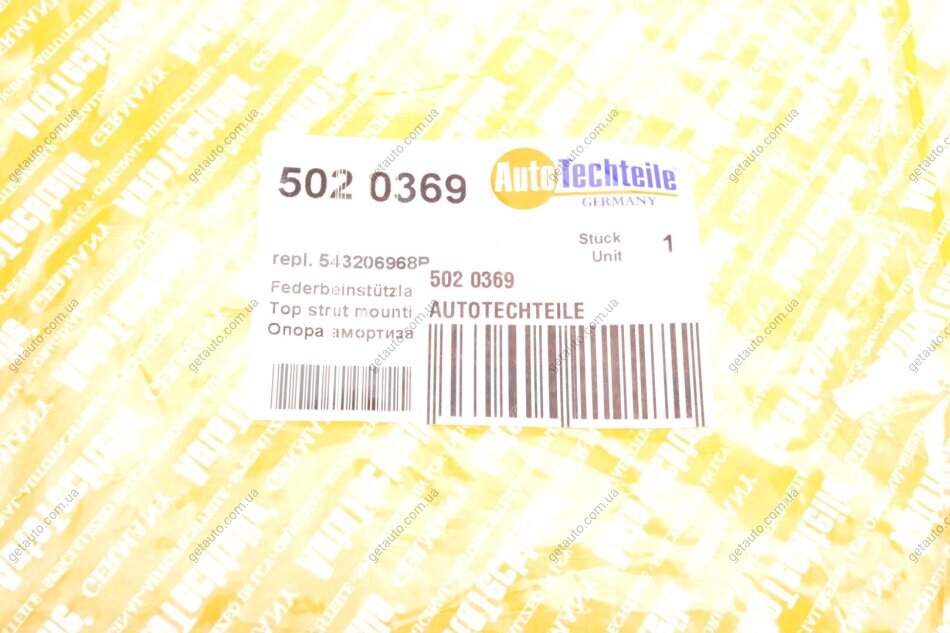 502 0369
AutoTechteile
GERMANY
Stuck 1
Unit
repl. 543206968R
Federbeinstützla
Top strut mounti
Опора амортиза
502 0369
AUTOTECHTEILE
getauto.com.ua